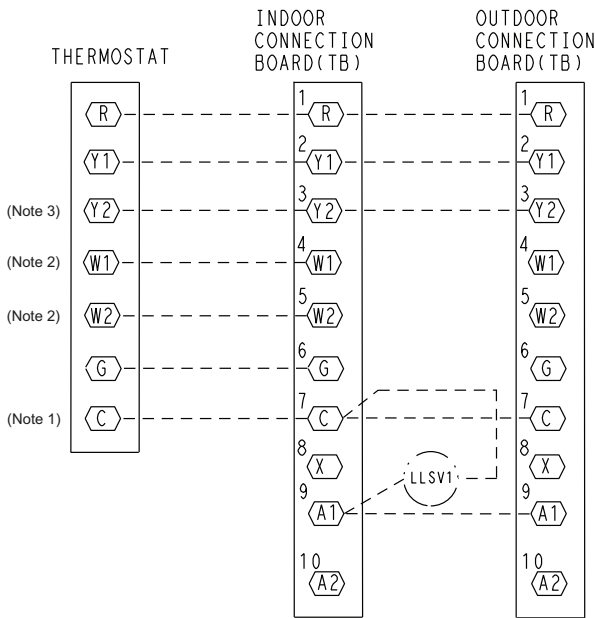 THERMOSTAT
INDOOR
CONNECTION
BOARD(TB)
OUTDOOR
CONNECTION
BOARD(TB)
R
1
R
1
R
Y1
2
Y1
2
Y1
(Note 3)
Y2
3
Y2
3
Y2
(Note 2)
W1
4
W1
4
W1
(Note 2)
W2
5
W2
5
W2
G
6
G
6
G
(Note 1)
C
7
C
7
C
8
X
8
X
LLSV1
9
A1
9
A1
10
A2
10
A2